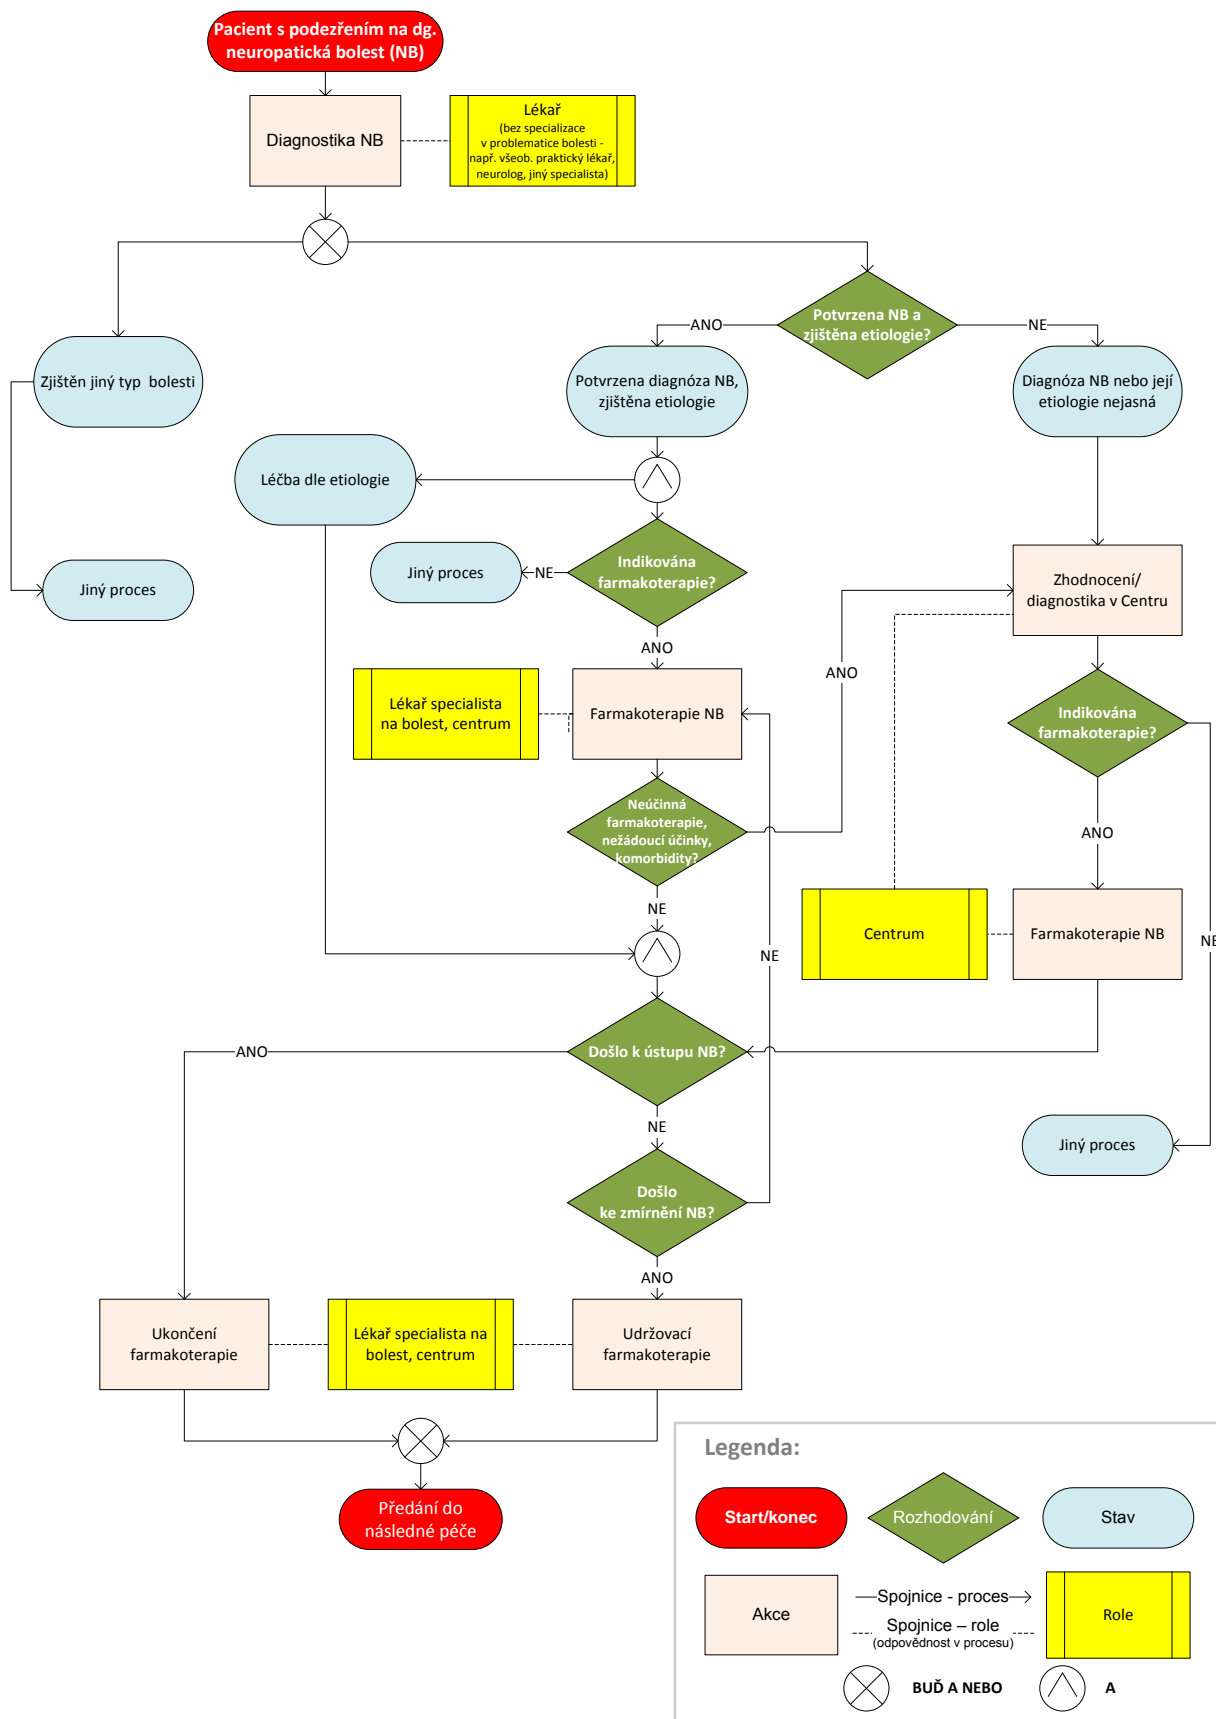 Pacient s podezřením na dg.
neuropatická bolest (NB)
Diagnostika NB
Lékař
(bez specializace
v problematice bolesti -
např. všeob. praktický lékař,
neurolog, jiný specialista)
Potvrzena NB a
zjištěna etiologie?
ANO
NE
Zjištěn jiný typ bolesti
Potvrzena diagnóza NB,
zjištěna etiologie
Diagnóza NB nebo její
etiologie nejasná
Léčba dle etiologie
Jiný proces
Jiný proces
NE
Indikována
farmakoterapie?
Zhodnocení/
diagnostika v Centru
ANO
ANO
Lékař specialista
na bolest, centrum
Farmakoterapie NB
Indikována
farmakoterapie?
Neúčinná
farmakoterapie,
nežádoucí účinky,
komorbidity?
ANO
NE
Centrum
Farmakoterapie NB
NE
NE
ANO
Došlo k ústupu NB?
NE
Jiný proces
Došlo
ke zmírnění NB?
ANO
Ukončení
farmakoterapie
Lékař specialista na
bolest, centrum
Udržovací
farmakoterapie
Předání do
následné péče
Legenda:
Start/konec
Rozhodování
Stav
Akce
Spojnice - proces
Spojnice – role
(odpovědnost v procesu)
Role
BUĎ A NEBO
A